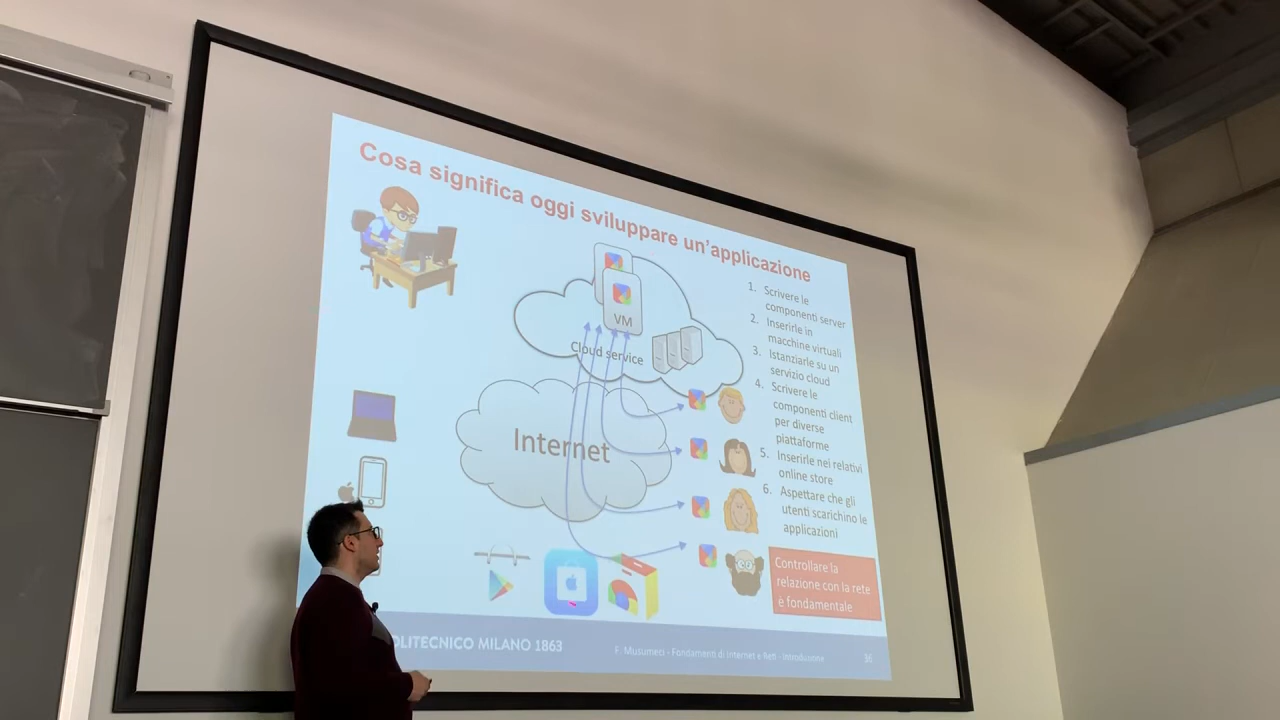 Cosa significa oggi sviluppare un'applicazione
VM
Cloud service
Internet
1. Scrivere le
componenti server
2. Inserirle in
macchine virtuali
3. Istanziarle su un
servizio cloud
4. Scrivere le
componenti client
per diverse
piattaforme
5. Inserirle nei relativi
online store
6. Aspettare che gli
utenti scarichino le
applicazioni
Controllare la
relazione con la rete
è fondamentale
OLITECNICO MILANO 1863
F. Musumeci - Fondamenti di Internet e Reti - Introduzione
36